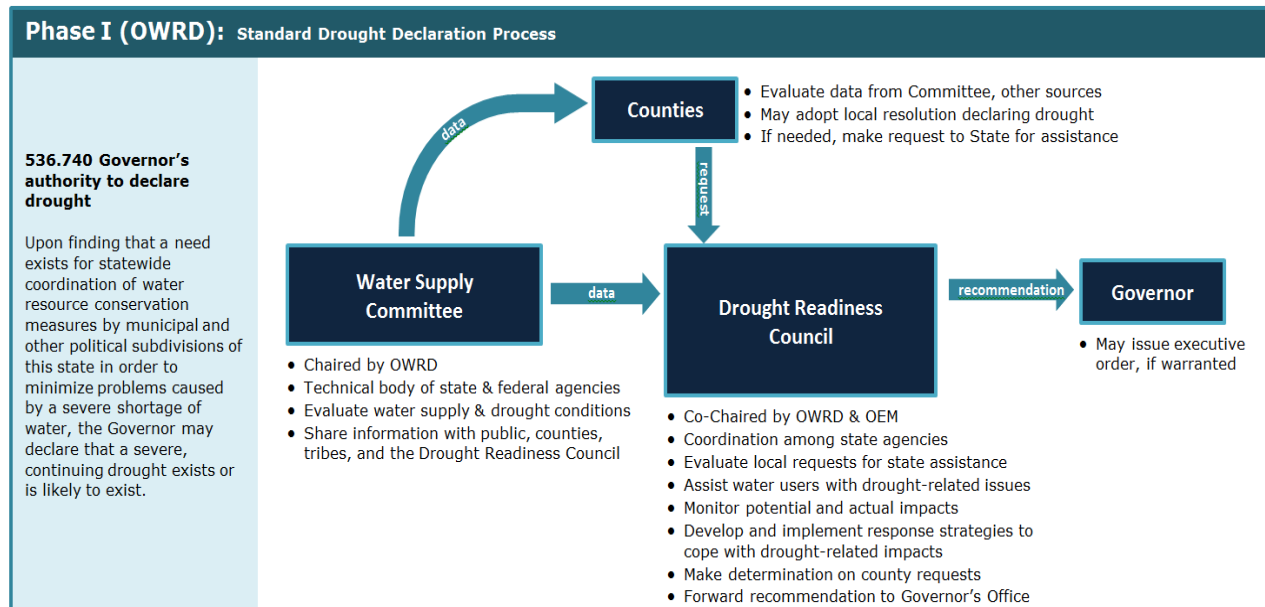 Phase I (OWRD): Standard Drought Declaration Process
536.740 Governor's
authority to declare
drought
Upon finding that a need
exists for statewide
coordination of water
resource conservation
measures by municipal and
other political subdivisions of
this state in order to
minimize problems caused
by a severe shortage of
water, the Governor may
declare that a severe,
continuing drought exists or
is likely to exist.
data
Counties
• Evaluate data from Committee, other sources
• May adopt local resolution declaring drought
• If needed, make request to State for assistance
request
Water Supply
Committee
• Chaired by OWRD
• Technical body of state & federal agencies
• Evaluate water supply & drought conditions
• Share information with public, counties,
tribes, and the Drought Readiness Council
data
Drought Readiness
Council
• Co-Chaired by OWRD & OEM
• Coordination among state agencies
• Evaluate local requests for state assistance
• Assist water users with drought-related issues
• Monitor potential and actual impacts
• Develop and implement response strategies to
cope with drought-related impacts
• Make determination on county requests
• Forward recommendation to Governor's Office
recommendation
Governor
• May issue executive
order, if warranted